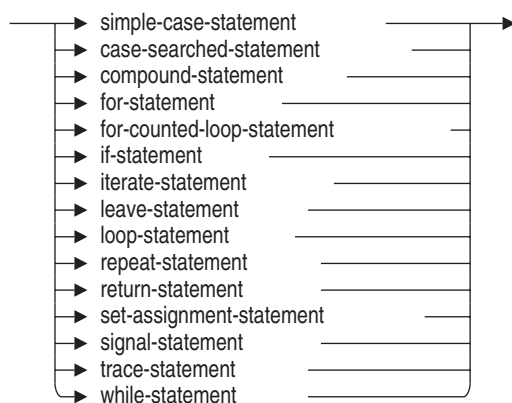 simple-case-statement
case-searched-statement
compound-statement
for-statement
for-counted-loop-statement
if-statement
iterate-statement
leave-statement
loop-statement
repeat-statement
return-statement
set-assignment-statement
signal-statement
trace-statement
while-statement